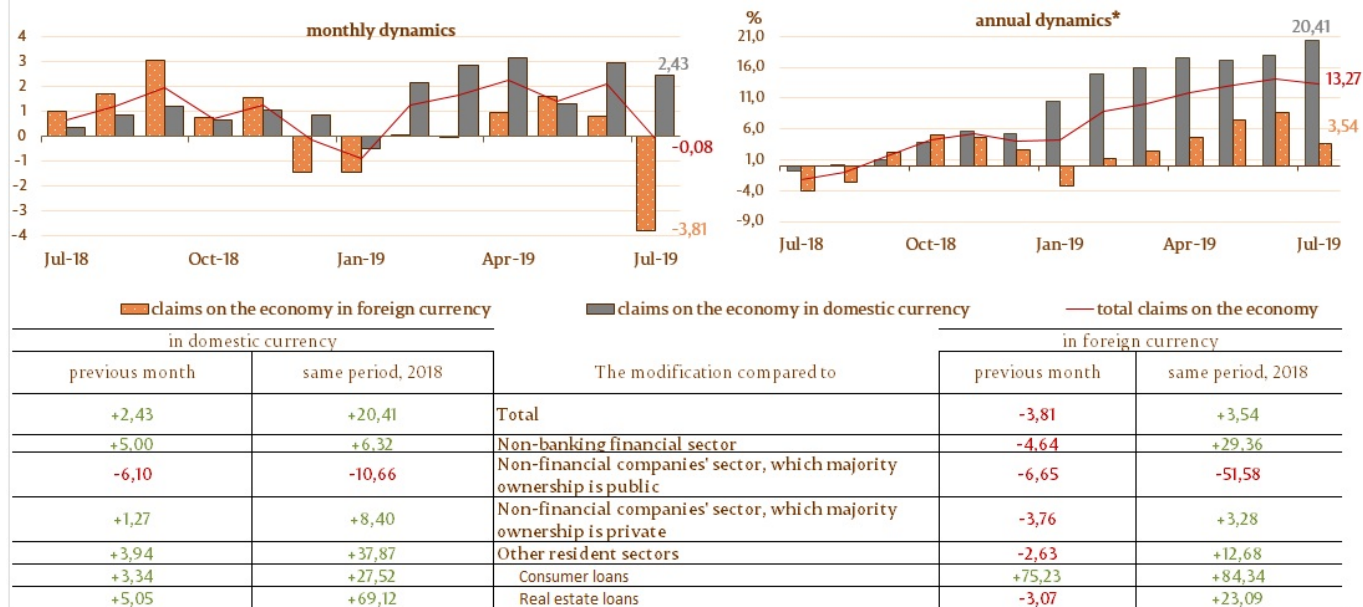 monthly dynamics
4
3
2
1
0
-1
-2
-3
-4
2,43
-0,08
-3,81
Jul-18 Oct-18 Jan-19 Apr-19 Jul-19
annual dynamics*
%
21,0
16,0
11,0
6,0
1,0
-4,0
-9,0
20,41
13,27
3,54
Jul-18 Oct-18 Jan-19 Apr-19 Jul-19
claims on the economy in foreign currency claims on the economy in domestic currency total claims on the economy
in domestic currency in foreign currency
previous month same period, 2018 The modification compared to previous month same period, 2018
+2,43 +20,41 Total -3,81 +3,54
+5,00 +6,32 Non-banking financial sector -4,64 +29,36
-6,10 -10,66 Non-financial companies' sector, which majority
ownership is public -6,65 -51,58
+1,27 +8,40 Non-financial companies' sector, which majority
ownership is private -3,76 +3,28
+3,94 +37,87 Other resident sectors -2,63 +12,68
+3,34 +27,52 Consumer loans +75,23 +84,34
+5,05 +69,12 Real estate loans -3,07 +23,09